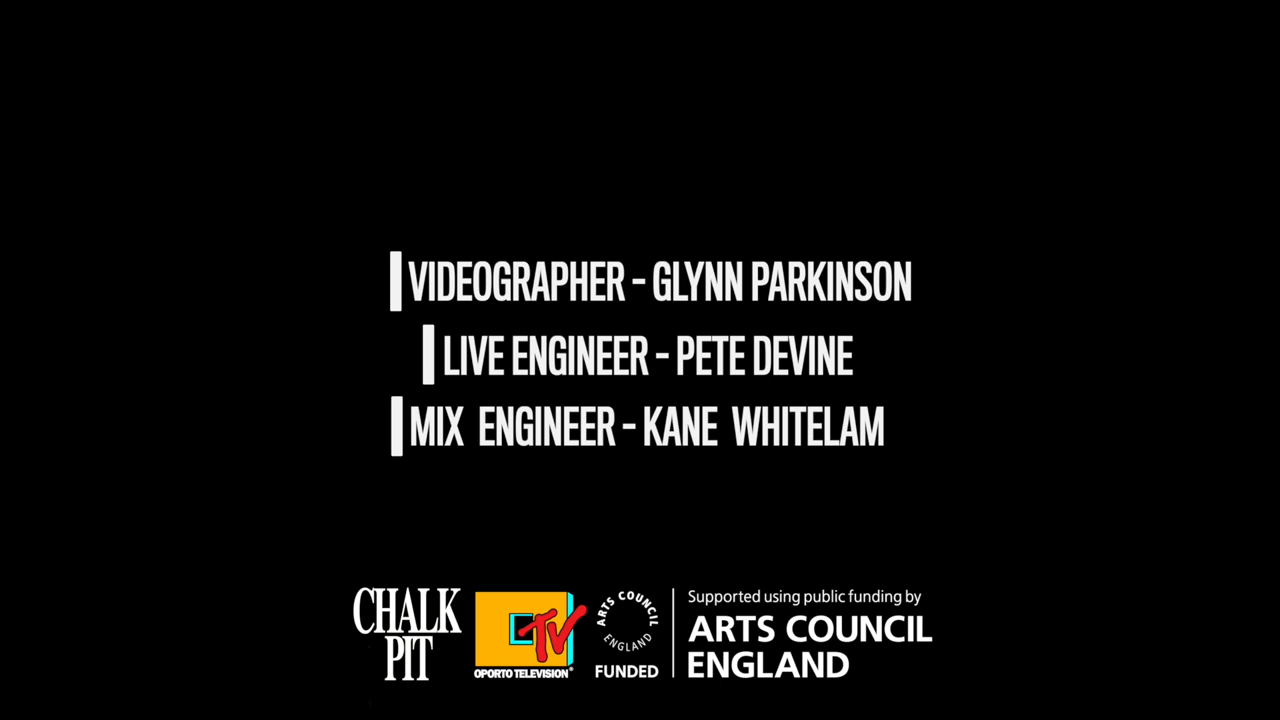 VIDEOGRAPHER - GLYNN PARKINSON
LIVE ENGINEER - PETE DEVINE
MIX ENGINEER - KANE WHITELAM
CHALK
PIT
TV
OPORTO TELEVISION
ARTS COUNCIL
ENGLAND
FUNDED
Supported using public funding by
ARTS COUNCIL
ENGLAND